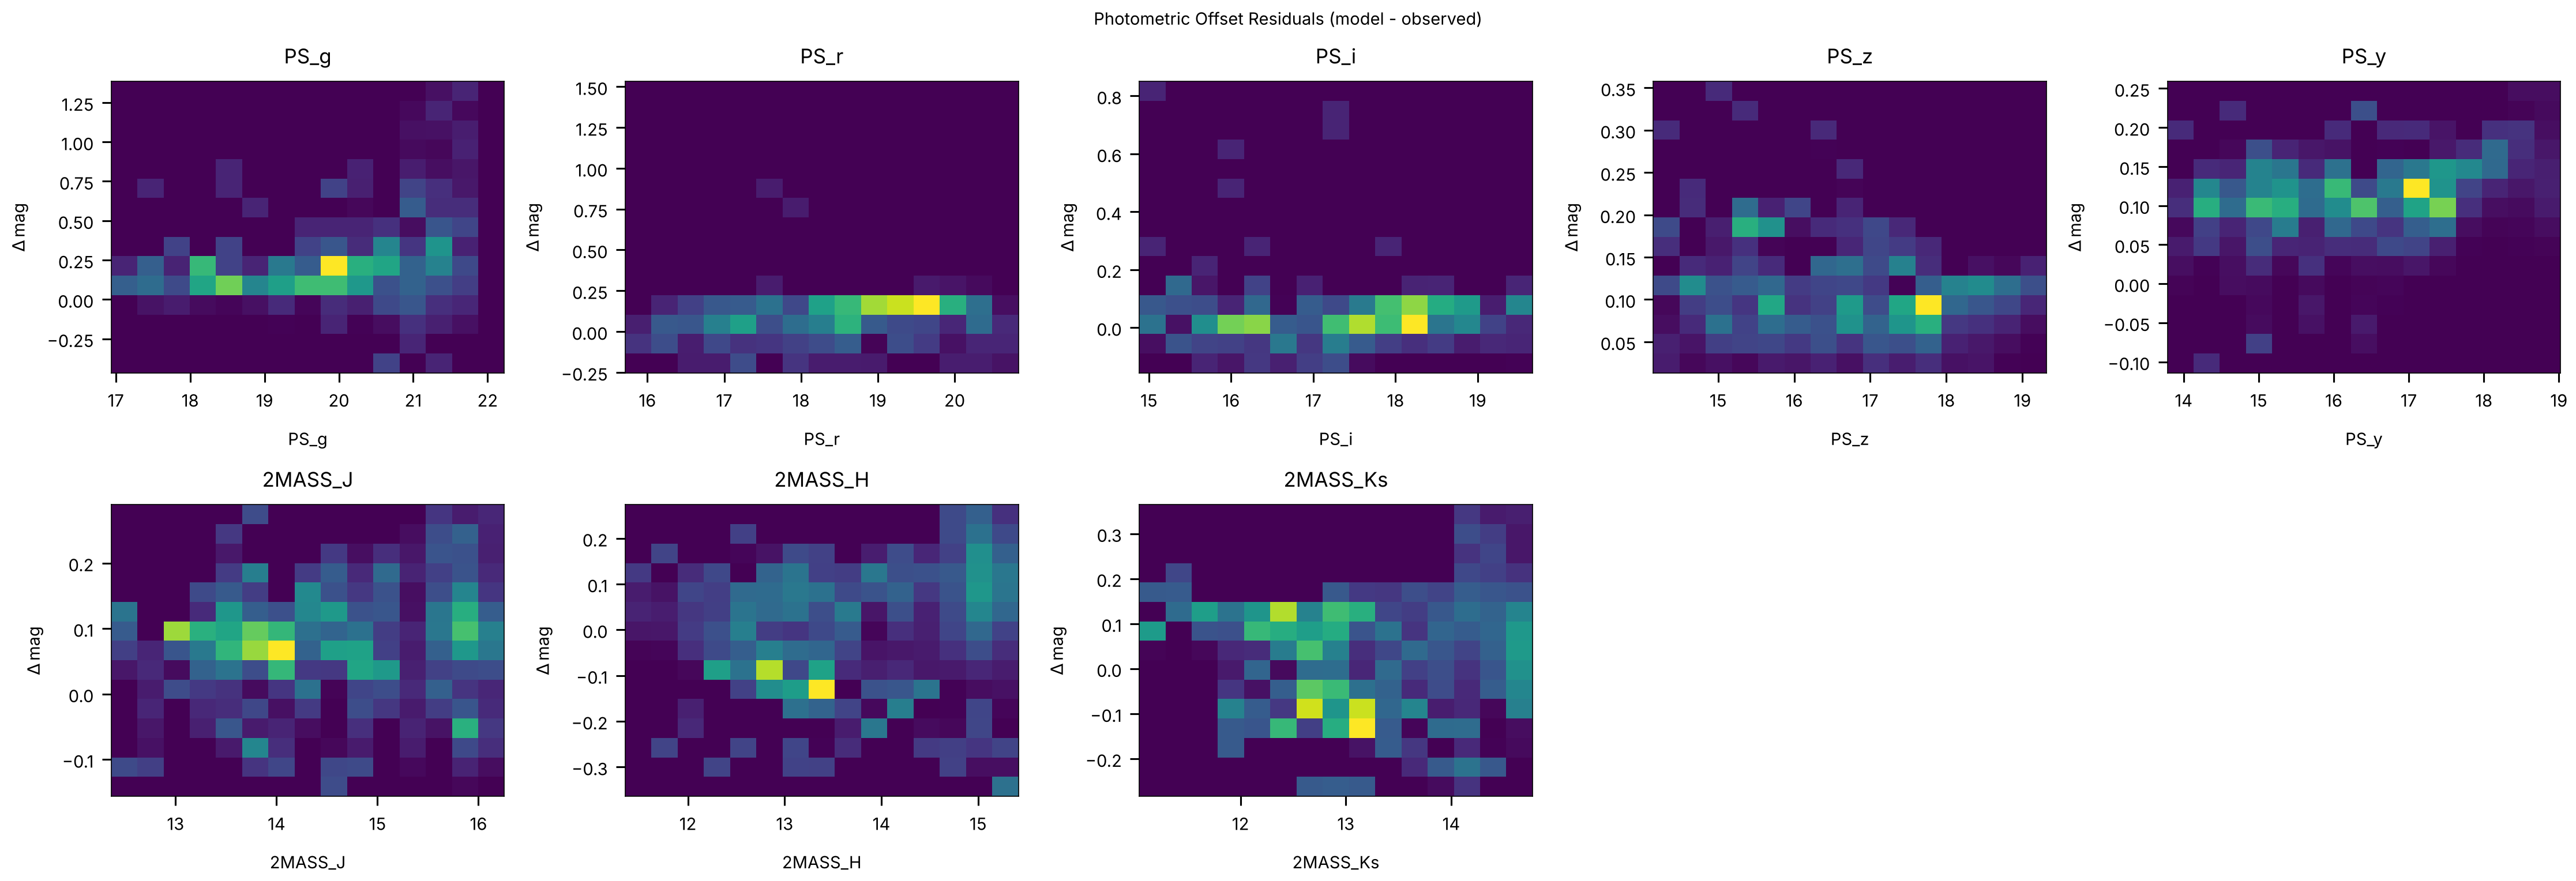 Photometric Offset Residuals (model - observed)
PS_g
PS_r
PS_i
PS_z
PS_y
Δ mag
1.25
1.00
0.75
0.50
0.25
0.00
−0.25
17 18 19 20 21 22
PS_g
Δ mag
1.50
1.25
1.00
0.75
0.50
0.25
0.00
−0.25
16 17 18 19 20
PS_r
Δ mag
0.8
0.6
0.4
0.2
0.0
15 16 17 18 19
PS_i
Δ mag
0.35
0.30
0.25
0.20
0.15
0.10
0.05
15 16 17 18 19
PS_z
Δ mag
0.25
0.20
0.15
0.10
0.05
0.00
−0.05
−0.10
14 15 16 17 18 19
PS_y
2MASS_J
2MASS_H
2MASS_Ks
Δ mag
0.2
0.1
0.0
−0.1
13 14 15 16
2MASS_J
Δ mag
0.2
0.1
0.0
−0.1
−0.2
−0.3
12 13 14 15
2MASS_H
Δ mag
0.3
0.2
0.1
0.0
−0.1
−0.2
12 13 14
2MASS_Ks